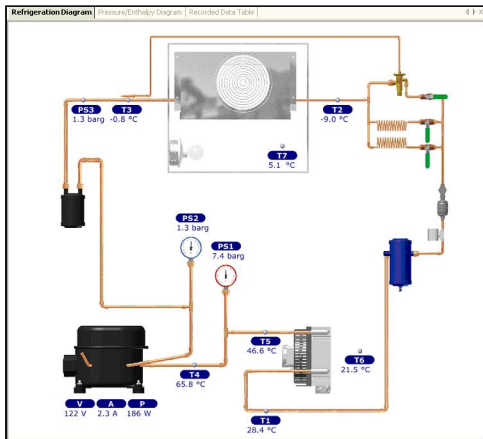 Refrigeration Diagram Pressure/Enthalpy Diagram Recorded Data Table
PS3 T3 T2
1.3 barg -0.8 °C -9.0 °C
T7
5.1 °C
PS2
1.3 barg
PS1
7.4 barg
T5
46.6 °C
T6
21.5 °C
T4
65.8 °C
V A P
122 V 2.3 A 186 W
T1
28.4 °C